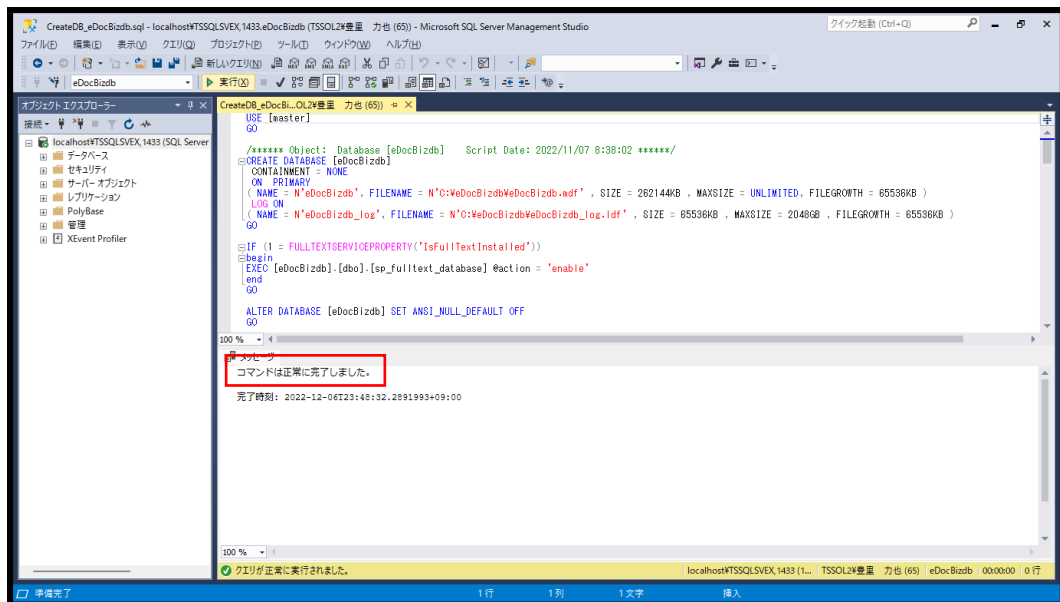 CreateDB_eDocBizdb.sql - localhost¥TSSQLSVEX,1433.eDocBizdb (TSSOL2¥豊里　力也 (65)) - Microsoft SQL Server Management Studio
クイック起動 (Ctrl+Q)
ファイル(F) 編集(E) 表示(V) クエリ(Q) プロジェクト(P) ツール(T) ウィンドウ(W) ヘルプ(H)
新しいクエリ(N)
eDocBizdb
実行(X)
オブジェクト エクスプローラー
接続
localhost¥TSSQLSVEX,1433 (SQL Server
データベース
セキュリティ
サーバー オブジェクト
レプリケーション
PolyBase
管理
XEvent Profiler
CreateDB_eDocBi...OL2¥豊里　力也 (65))
USE [master]
GO
/****** Object:  Database [eDocBizdb]    Script Date: 2022/11/07 8:38:02 ******/
CREATE DATABASE [eDocBizdb]
CONTAINMENT = NONE
ON  PRIMARY
( NAME = N'eDocBizdb', FILENAME = N'C:¥eDocBizdb¥eDocBizdb.mdf' , SIZE = 262144KB , MAXSIZE = UNLIMITED, FILEGROWTH = 65536KB )
LOG ON
( NAME = N'eDocBizdb_log', FILENAME = N'C:¥eDocBizdb¥eDocBizdb_log.ldf' , SIZE = 65536KB , MAXSIZE = 2048GB , FILEGROWTH = 65536KB )
GO
IF (1 = FULLTEXTSERVICEPROPERTY('IsFullTextInstalled'))
begin
EXEC [eDocBizdb].[dbo].[sp_fulltext_database] @action = 'enable'
end
GO
ALTER DATABASE [eDocBizdb] SET ANSI_NULL_DEFAULT OFF
GO
100 %
メッセージ
コマンドは正常に完了しました。
完了時刻: 2022-12-06T23:48:32.2891993+09:00
100 %
クエリが正常に実行されました。
localhost¥TSSQLSVEX,1433 (1...
TSSOL2¥豊里　力也 (65)
eDocBizdb
00:00:00
0 行
準備完了
1 行
1 列
1 文字
挿入